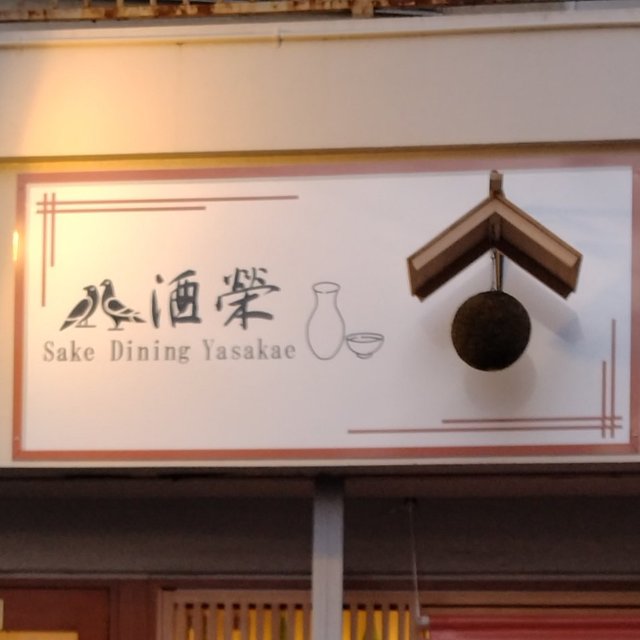 酒榮
Sake Dining Yasakae